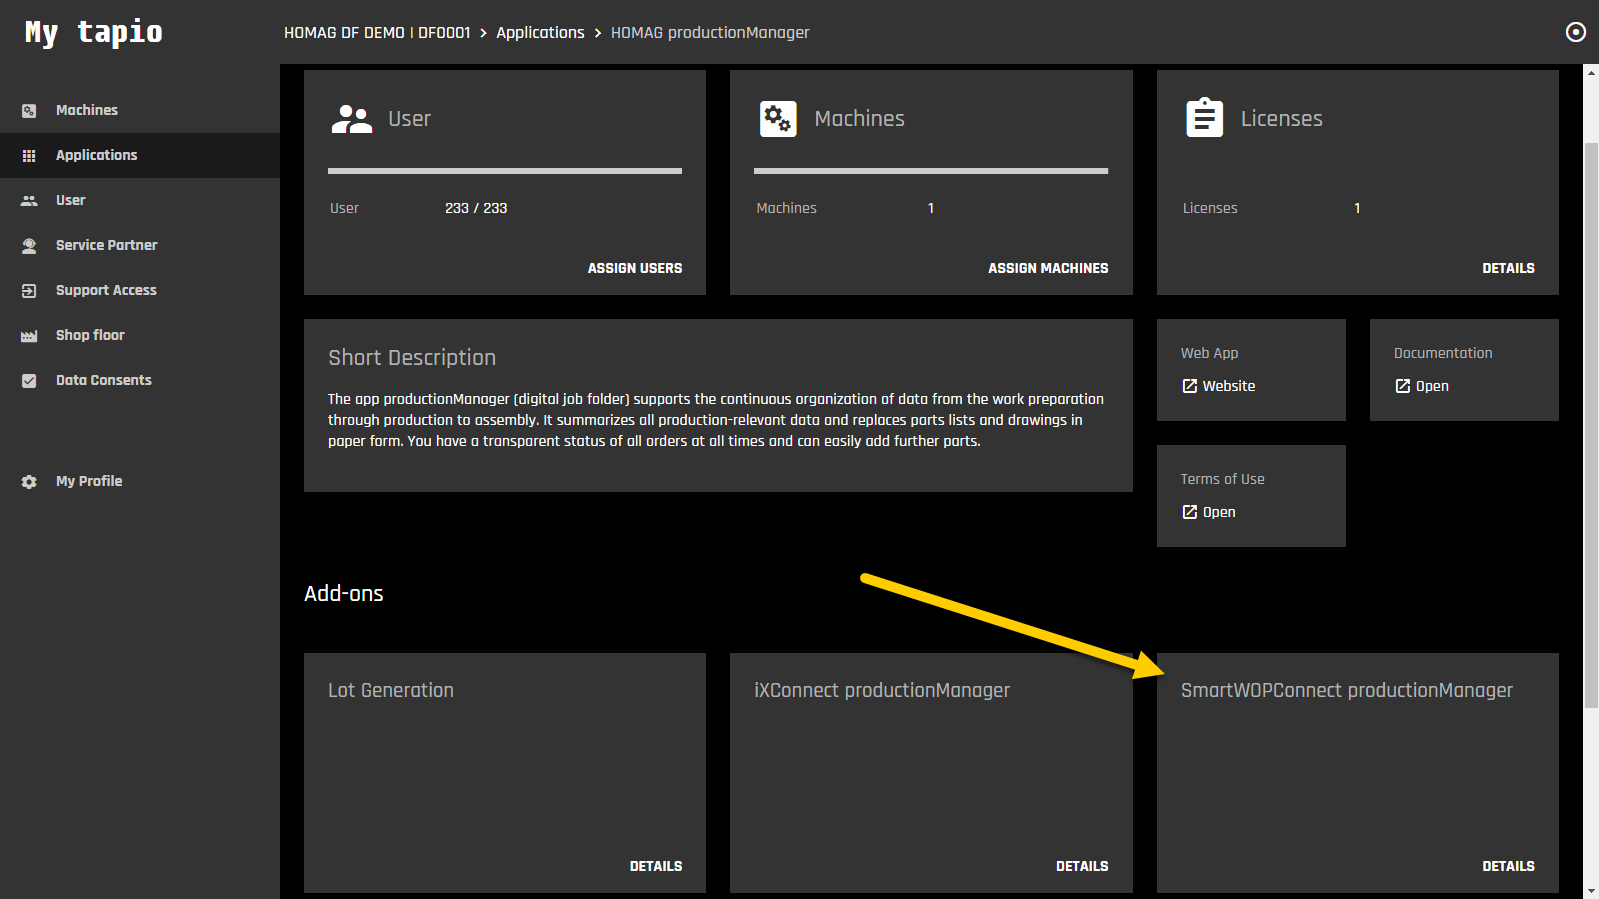 My tapio
HOMAG DF DEMO | DF0001 > Applications > HOMAG productionManager
Machines
Applications
User
Service Partner
Support Access
Shop floor
Data Consents
My Profile
User
User 233 / 233
ASSIGN USERS
Machines
Machines 1
ASSIGN MACHINES
Licenses
Licenses 1
DETAILS
Short Description
The app productionManager (digital job folder) supports the continuous organization of data from the work preparation
through production to assembly. It summarizes all production-relevant data and replaces parts lists and drawings in
paper form. You have a transparent status of all orders at all times and can easily add further parts.
Web App
Website
Documentation
Open
Terms of Use
Open
Add-ons
Lot Generation
DETAILS
iXConnect productionManager
DETAILS
SmartWOPConnect productionManager
DETAILS